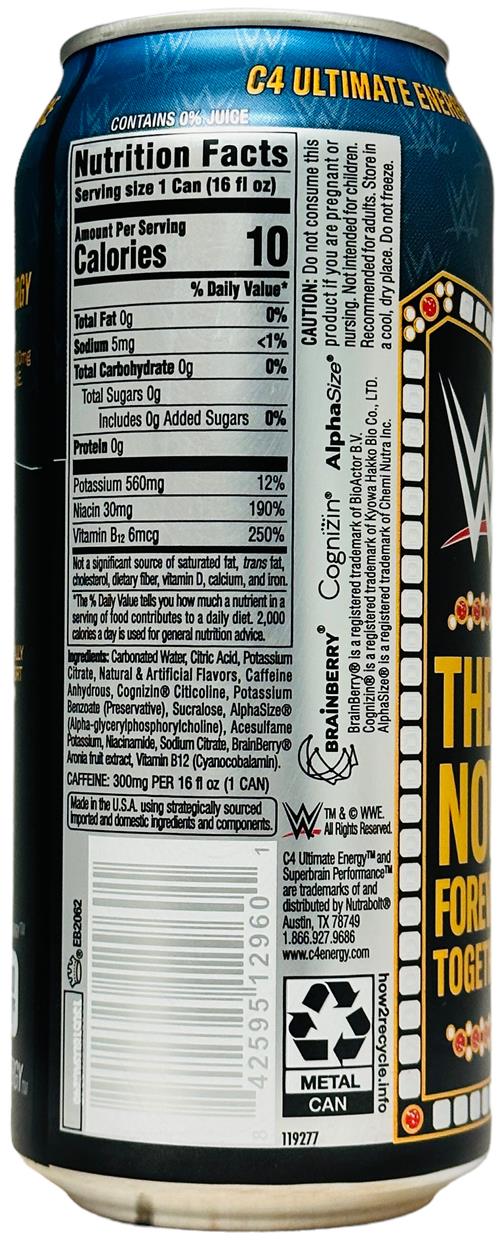 C4 ULTIMATE ENERGY
CONTAINS 0% JUICE
Nutrition Facts
Serving size 1 Can (16 fl oz)
Amount Per Serving
Calories 10
% Daily Value*
Total Fat 0g 0%
Sodium 5mg <1%
Total Carbohydrate 0g 0%
Total Sugars 0g
Includes 0g Added Sugars 0%
Protein 0g
Potassium 560mg 12%
Niacin 30mg 190%
Vitamin B12 6mcg 250%
Not a significant source of saturated fat, trans fat,
cholesterol, dietary fiber, vitamin D, calcium, and iron.
*The % Daily Value tells you how much a nutrient in a
serving of food contributes to a daily diet. 2,000
calories a day is used for general nutrition advice.
Ingredients: Carbonated Water, Citric Acid, Potassium
Citrate, Natural & Artificial Flavors, Caffeine
Anhydrous, Cognizin® Citicoline, Potassium
Benzoate (Preservative), Sucralose, AlphaSize®
(Alpha-glycerylphosphorylcholine), Acesulfame
Potassium, Niacinamide, Sodium Citrate, BrainBerry®
Aronia fruit extract, Vitamin B12 (Cyanocobalamin).
CAFFEINE: 300mg PER 16 fl oz (1 CAN)
Made in the U.S.A. using strategically sourced
imported and domestic ingredients and components.
® EB2062
8 42595 12960 1
CAUTION: Do not consume this
product if you are pregnant or
nursing. Not intended for children.
Recommended for adults. Store in
a cool, dry place. Do not freeze.
BRAINBERRY® Cognizin® AlphaSize®
BrainBerry® is a registered trademark of BioActor B.V.
Cognizin® is a registered trademark of Kyowa Hakko Bio Co., LTD.
AlphaSize® is a registered trademark of Chemi Nutra Inc.
W TM & © WWE.
All Rights Reserved.
C4 Ultimate Energy™ and
Superbrain Performance™
are trademarks of and
distributed by Nutrabolt®
Austin, TX 78749
1.866.927.9686
www.c4energy.com
METAL
CAN
how2recycle.info
119277
THE
NO
FORE
TOGET